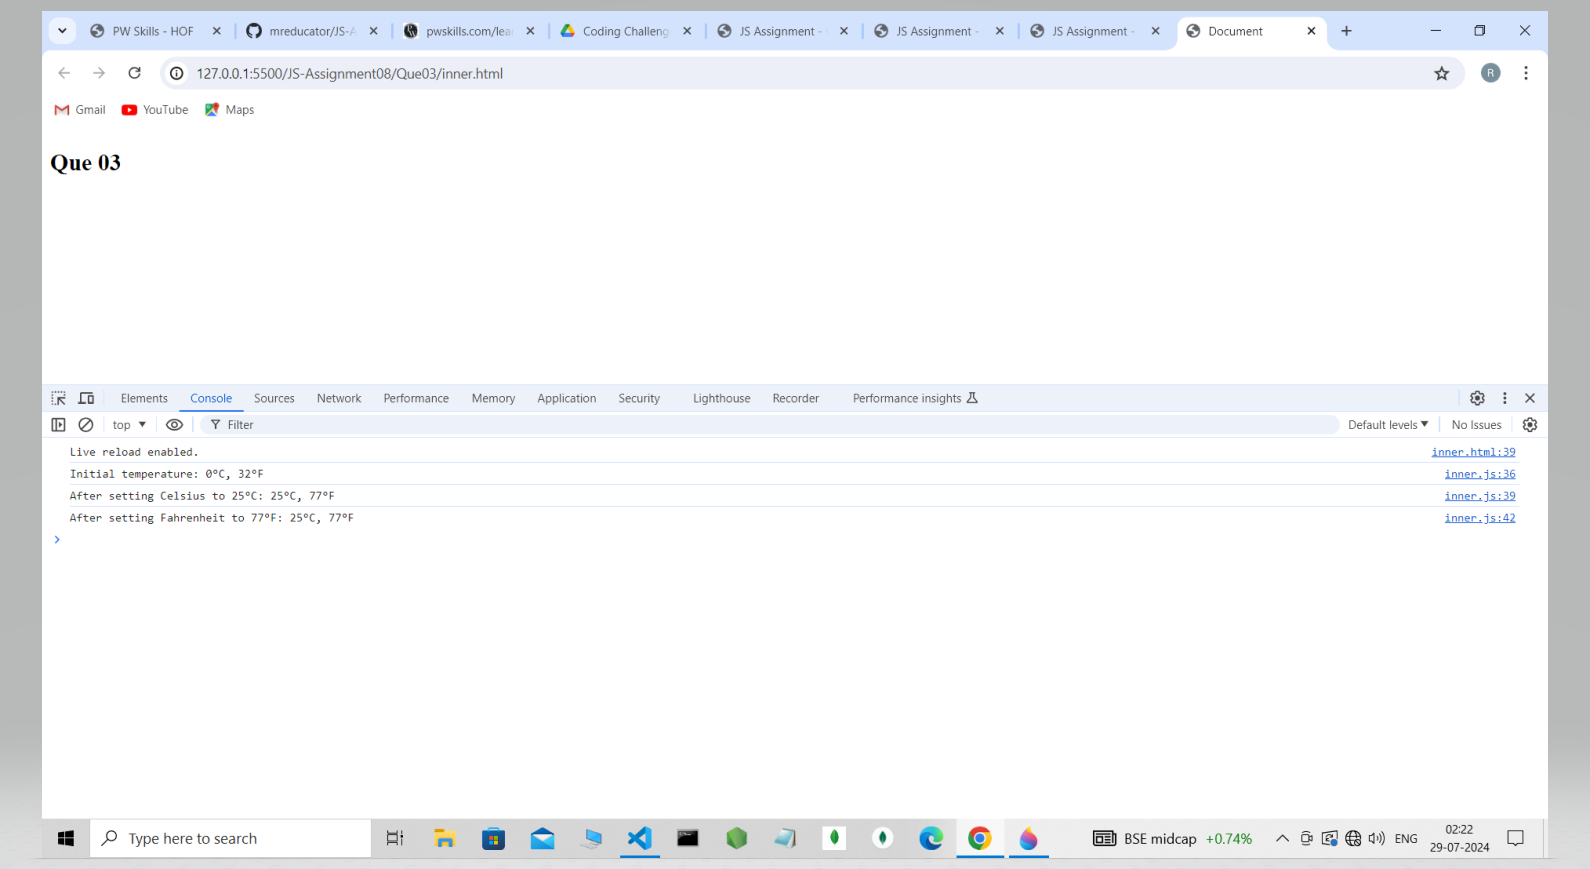 PW Skills - HOF
mreducator/JS-A
pwskills.com/lea
Coding Challeng
JS Assignment -
JS Assignment -
JS Assignment -
Document
127.0.0.1:5500/JS-Assignment08/Que03/inner.html
R
Gmail YouTube Maps
Que 03
Elements Console Sources Network Performance Memory Application Security Lighthouse Recorder Performance insights
top Filter Default levels No Issues
Live reload enabled. inner.html:39
Initial temperature: 0°C, 32°F inner.js:36
After setting Celsius to 25°C: 25°C, 77°F inner.js:39
After setting Fahrenheit to 77°F: 25°C, 77°F inner.js:42
Type here to search
BSE midcap +0.74%
ENG
02:22
29-07-2024